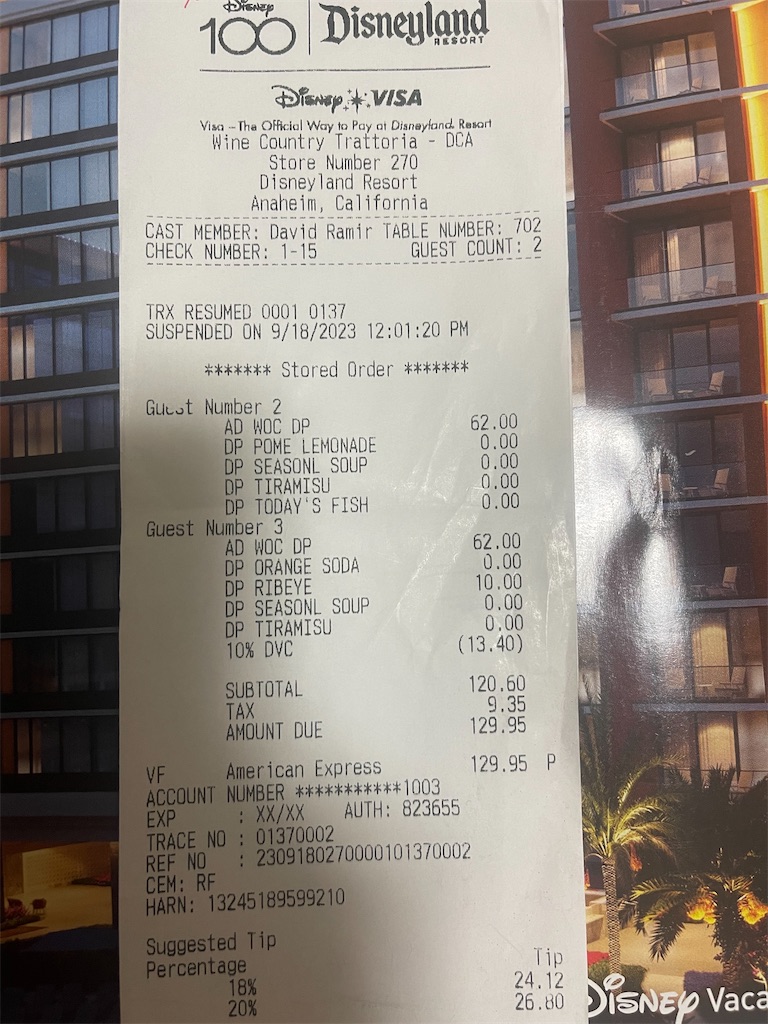 Disney
100
Disneyland
RESORT
Disney VISA
Visa – The Official Way to Pay at Disneyland Resort
Wine Country Trattoria - DCA
Store Number 270
Disneyland Resort
Anaheim, California
CAST MEMBER: David Ramir TABLE NUMBER: 702
CHECK NUMBER: 1-15 GUEST COUNT: 2
TRX RESUMED 0001 0137
SUSPENDED ON 9/18/2023 12:01:20 PM
******* Stored Order *******
Guest Number 2
AD WOC DP 62.00
DP POME LEMONADE 0.00
DP SEASONL SOUP 0.00
DP TIRAMISU 0.00
DP TODAY'S FISH 0.00
Guest Number 3
AD WOC DP 62.00
DP ORANGE SODA 0.00
DP RIBEYE 10.00
DP SEASONL SOUP 0.00
DP TIRAMISU 0.00
10% DVC (13.40)
SUBTOTAL 120.60
TAX 9.35
AMOUNT DUE 129.95
VF American Express 129.95 P
ACCOUNT NUMBER ***********1003
EXP : XX/XX AUTH: 823655
TRACE NO : 01370002
REF NO : 2309180270000101370002
CEM: RF
HARN: 13245189599210
Suggested Tip
Percentage Tip
18% 24.12
20% 26.80
Disney Vaca